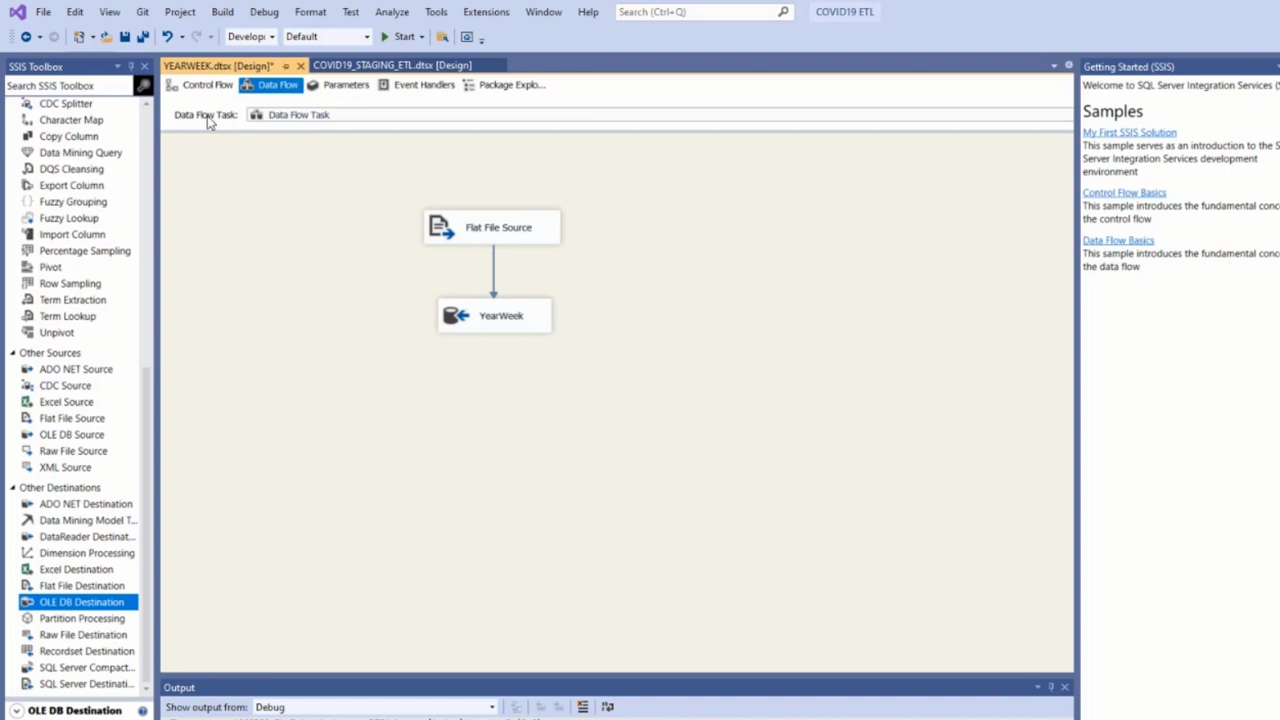 File Edit View Git Project Build Debug Format Test Analyze Tools Extensions Window Help Search (Ctrl+Q) COVID19 ETL
Develop Default Start
SSIS Toolbox
Search SSIS Toolbox
CDC Splitter
Character Map
Copy Column
Data Mining Query
DQS Cleansing
Export Column
Fuzzy Grouping
Fuzzy Lookup
Import Column
Percentage Sampling
Pivot
Row Sampling
Term Extraction
Term Lookup
Unpivot
Other Sources
ADO NET Source
CDC Source
Excel Source
Flat File Source
OLE DB Source
Raw File Source
XML Source
Other Destinations
ADO NET Destination
Data Mining Model T...
DataReader Destinat...
Dimension Processing
Excel Destination
Flat File Destination
OLE DB Destination
Partition Processing
Raw File Destination
Recordset Destination
SQL Server Compact...
SQL Server Destinati...
OLE DB Destination
YEARWEEK.dtsx [Design]* COVID19_STAGING_ETL.dtsx [Design]
Control Flow Data Flow Parameters Event Handlers Package Explo...
Data Flow Task: Data Flow Task
Flat File Source
YearWeek
Output
Show output from: Debug
Getting Started (SSIS)
Welcome to SQL Server Integration Services (
Samples
My First SSIS Solution
This sample serves as an introduction to the S
Server Integration Services development
environment
Control Flow Basics
This sample introduces the fundamental conc
the control flow
Data Flow Basics
This sample introduces the fundamental conc
the data flow